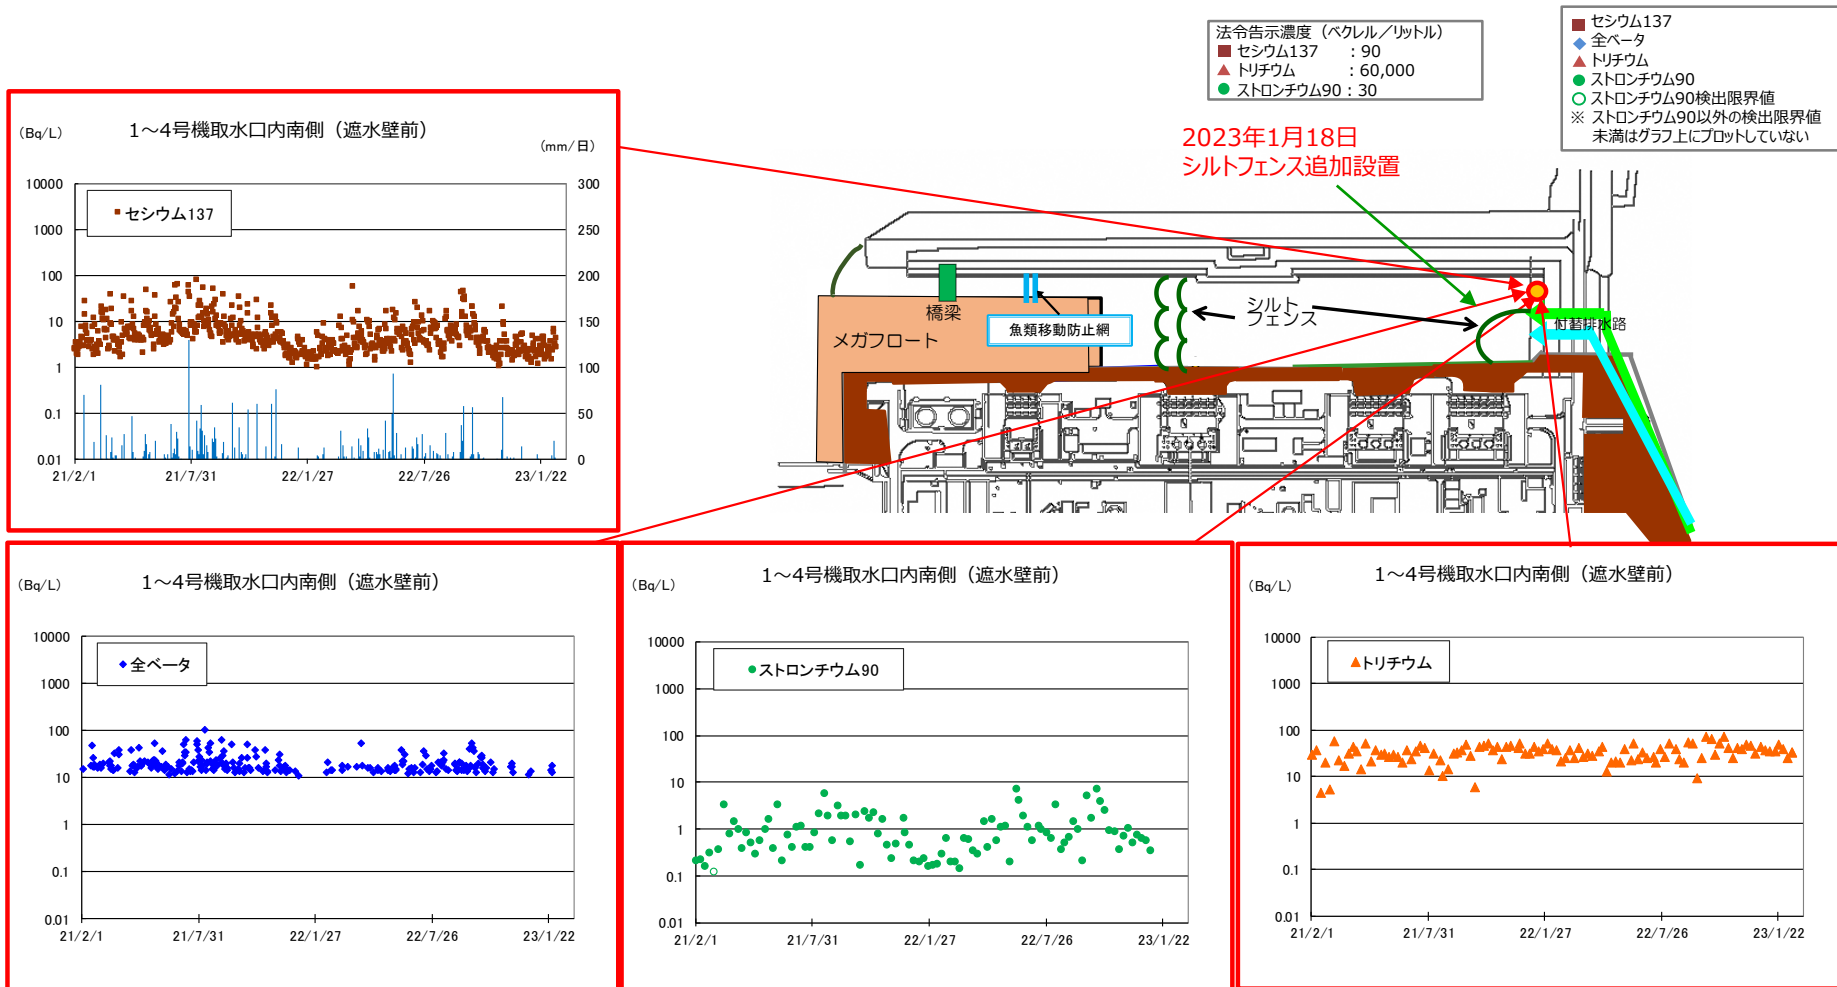 法令告示濃度（ベクレル／リットル）
■ セシウム137 ：90
▲ トリチウム ：60,000
● ストロンチウム90：30
■ セシウム137
◆ 全ベータ
▲ トリチウム
● ストロンチウム90
○ ストロンチウム90検出限界値
※ ストロンチウム90以外の検出限界値
未満はグラフ上にプロットしていない
1～4号機取水口内南側（遮水壁前）
(Bq/L)
(mm/日)
セシウム137
10000
1000
100
10
1
0.1
0.01
300
250
200
150
100
50
0
21/2/1 21/7/31 22/1/27 22/7/26 23/1/22
2023年1月18日
シルトフェンス追加設置
橋梁
メガフロート
魚類移動防止網
シルト
フェンス
付替排水路
1～4号機取水口内南側（遮水壁前）
(Bq/L)
全ベータ
10000
1000
100
10
1
0.1
0.01
21/2/1 21/7/31 22/1/27 22/7/26 23/1/22
1～4号機取水口内南側（遮水壁前）
(Bq/L)
ストロンチウム90
10000
1000
100
10
1
0.1
0.01
21/2/1 21/7/31 22/1/27 22/7/26 23/1/22
1～4号機取水口内南側（遮水壁前）
(Bq/L)
トリチウム
10000
1000
100
10
1
0.1
0.01
21/2/1 21/7/31 22/1/27 22/7/26 23/1/22